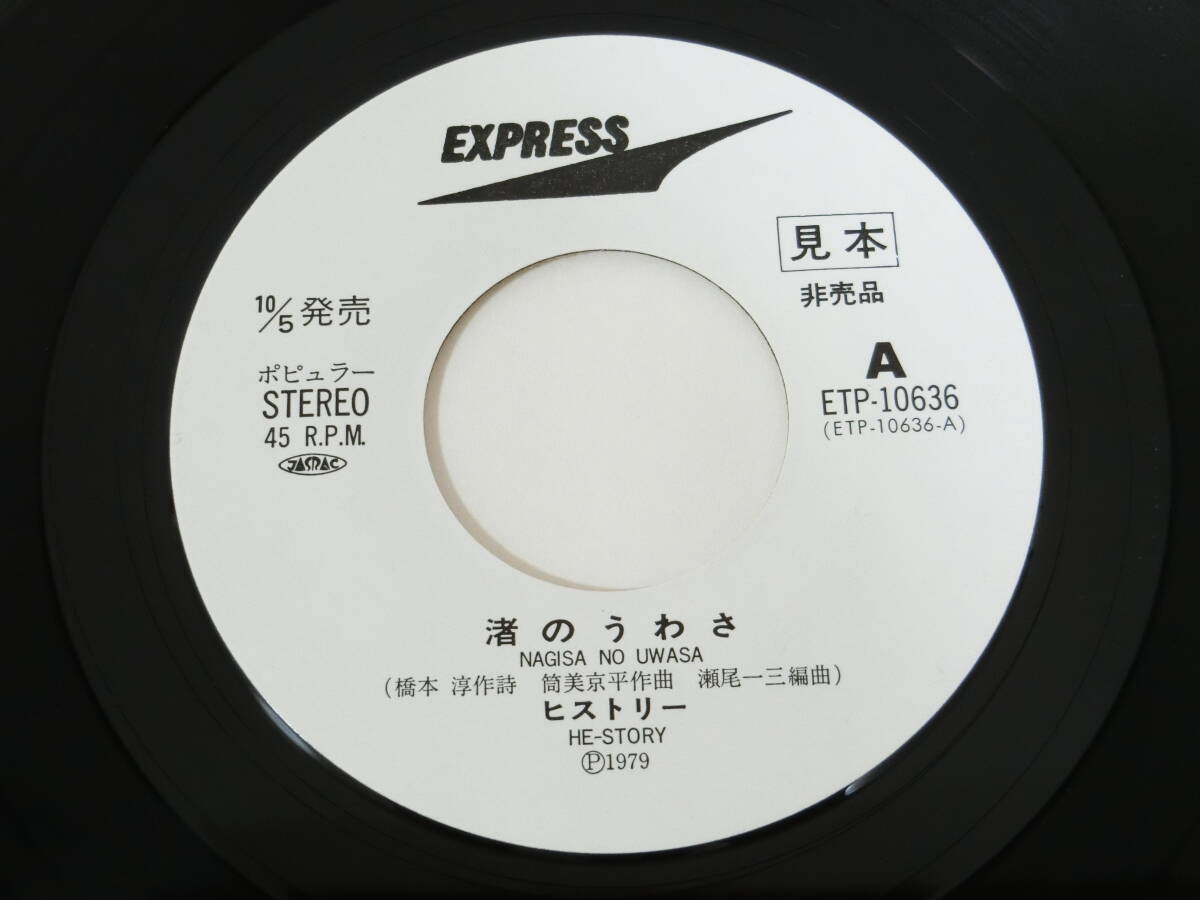 EXPRESS
見本
非売品
10/5発売
ポピュラー
STEREO
45 R.P.M.
JASRAC
A
ETP-10636
(ETP-10636-A)
渚のうわさ
NAGISA NO UWASA
(橋本 淳作詩 筒美京平作曲 瀬尾一三編曲)
ヒストリー
HE-STORY
Ⓟ1979